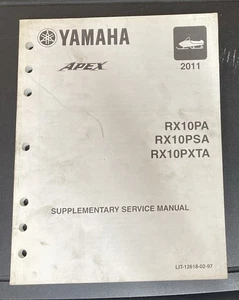 YAMAHA
APEX
2011
RX10PA
RX10PSA
RX10PXTA
SUPPLEMENTARY SERVICE MANUAL
LIT-12618-02-97